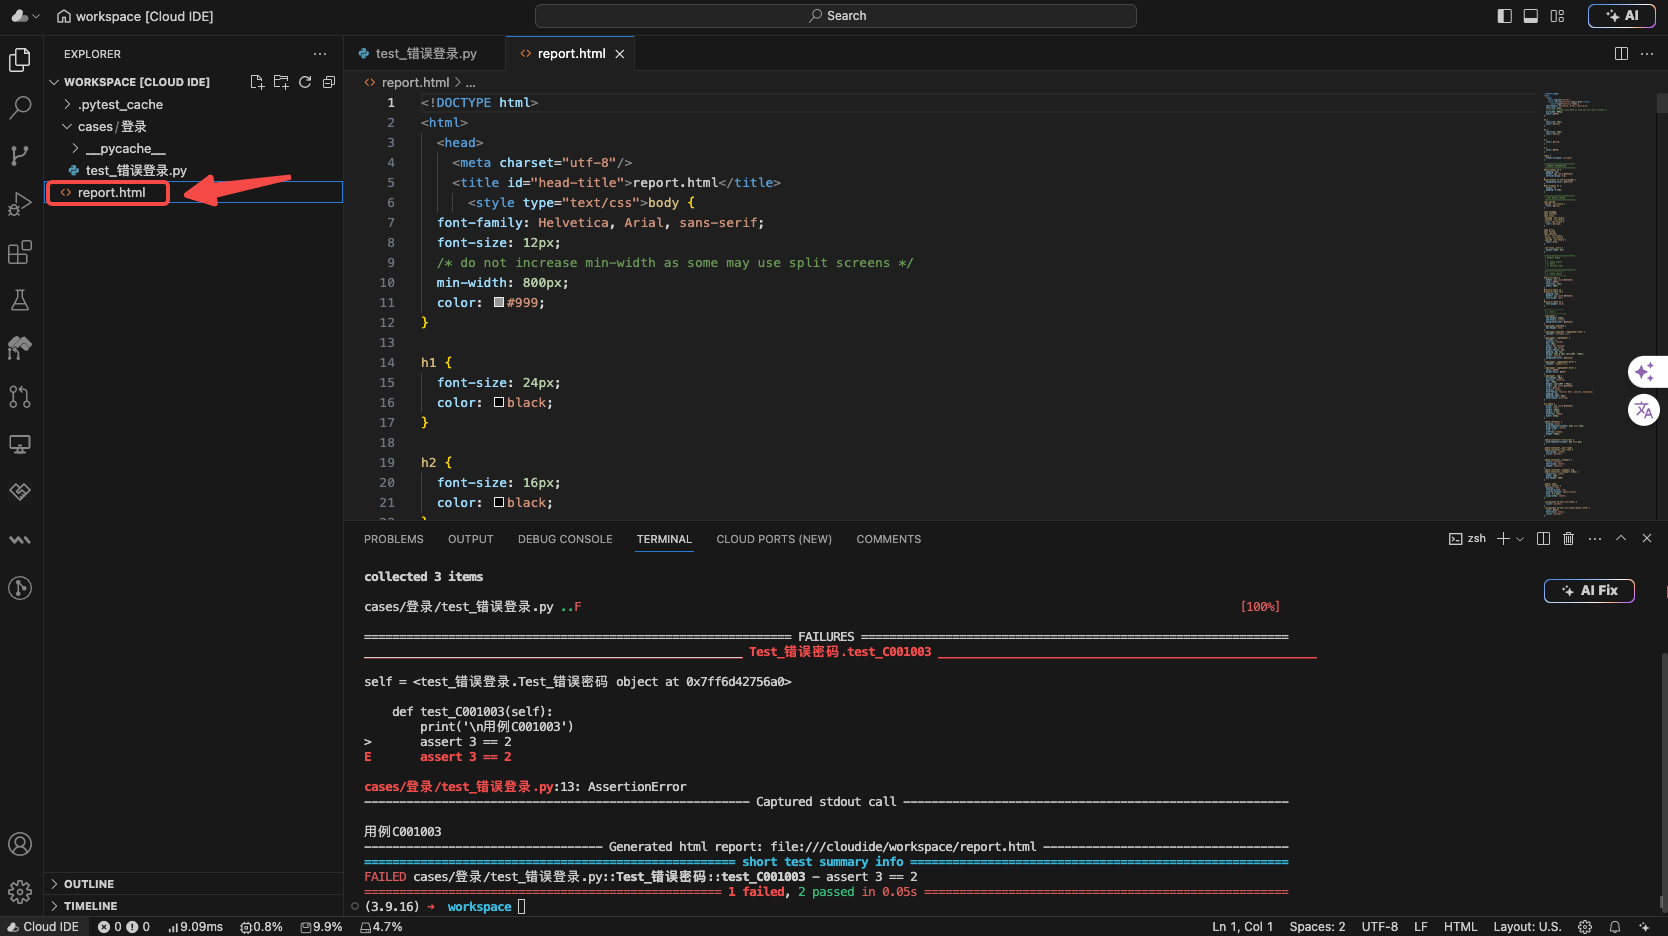 workspace [Cloud IDE]
Search
AI
EXPLORER
WORKSPACE [CLOUD IDE]
.pytest_cache
cases / 登录
__pycache__
test_错误登录.py
report.html
OUTLINE
TIMELINE
test_错误登录.py
report.html
report.html > ...
1 <!DOCTYPE html>
2 <html>
3 <head>
4 <meta charset="utf-8"/>
5 <title id="head-title">report.html</title>
6 <style type="text/css">body {
7 font-family: Helvetica, Arial, sans-serif;
8 font-size: 12px;
9 /* do not increase min-width as some may use split screens */
10 min-width: 800px;
11 color: #999;
12 }
13
14 h1 {
15 font-size: 24px;
16 color: black;
17 }
18
19 h2 {
20 font-size: 16px;
21 color: black;
22 }
PROBLEMS OUTPUT DEBUG CONSOLE TERMINAL CLOUD PORTS (NEW) COMMENTS
zsh
AI Fix
collected 3 items
cases/登录/test_错误登录.py ..F [100%]
FAILURES
Test_错误密码.test_C001003
self = <test_错误登录.Test_错误密码 object at 0x7ff6d42756a0>
def test_C001003(self):
print('\n用例C001003')
> assert 3 == 2
E assert 3 == 2
cases/登录/test_错误登录.py:13: AssertionError
Captured stdout call
用例C001003
Generated html report: file:///cloudide/workspace/report.html
short test summary info
FAILED cases/登录/test_错误登录.py::Test_错误密码::test_C001003 - assert 3 == 2
1 failed, 2 passed in 0.05s
(3.9.16) ➜ workspace
Cloud IDE 0 0 9.09ms 0.8% 9.9% 4.7%
Ln 1, Col 1 Spaces: 2 UTF-8 LF HTML Layout: U.S.